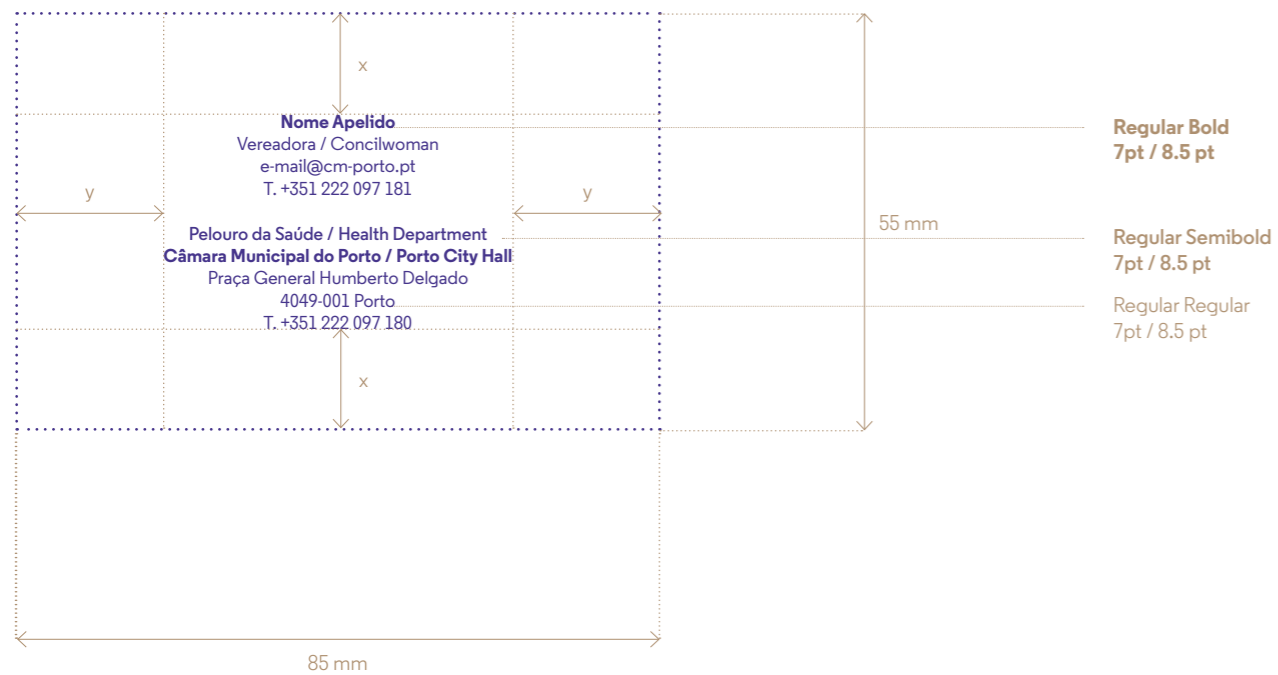 x
Nome Apelido
Vereadora / Concilwoman
e-mail@cm-porto.pt
T. +351 222 097 181
y
y
Pelouro da Saúde / Health Department
Câmara Municipal do Porto / Porto City Hall
Praça General Humberto Delgado
4049-001 Porto
T. +351 222 097 180
x
55 mm
85 mm
Regular Bold
7pt / 8.5 pt
Regular Semibold
7pt / 8.5 pt
Regular Regular
7pt / 8.5 pt